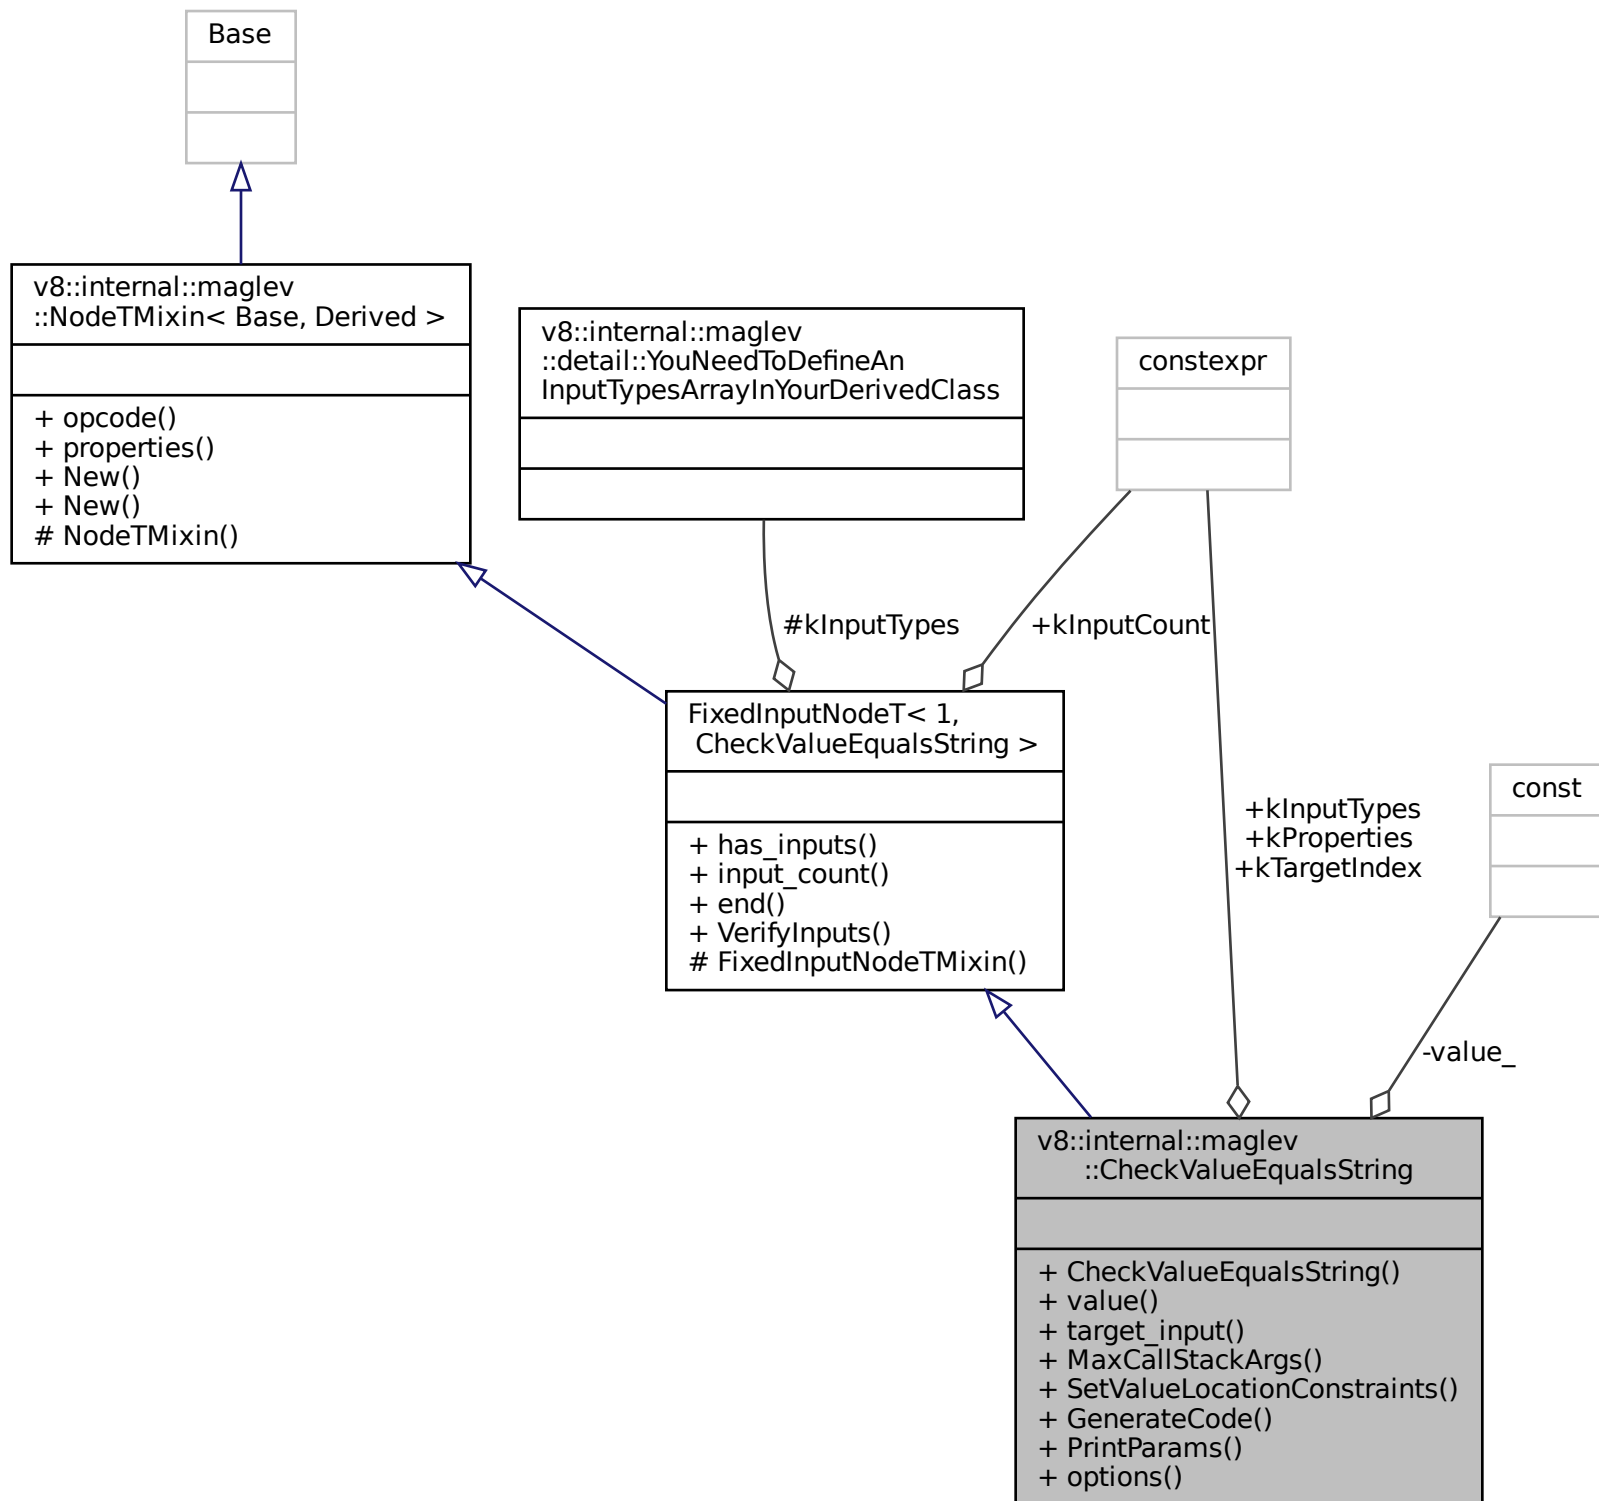 Base
v8::internal::maglev
::NodeTMixin< Base, Derived >
+ opcode()
+ properties()
+ New()
+ New()
# NodeTMixin()
v8::internal::maglev
::detail::YouNeedToDefineAn
InputTypesArrayInYourDerivedClass
constexpr
#kInputTypes
+kInputCount
FixedInputNodeT< 1,
CheckValueEqualsString >
+ has_inputs()
+ input_count()
+ end()
+ VerifyInputs()
# FixedInputNodeTMixin()
+kInputTypes
+kProperties
+kTargetIndex
const
-value_
v8::internal::maglev
::CheckValueEqualsString
+ CheckValueEqualsString()
+ value()
+ target_input()
+ MaxCallStackArgs()
+ SetValueLocationConstraints()
+ GenerateCode()
+ PrintParams()
+ options()